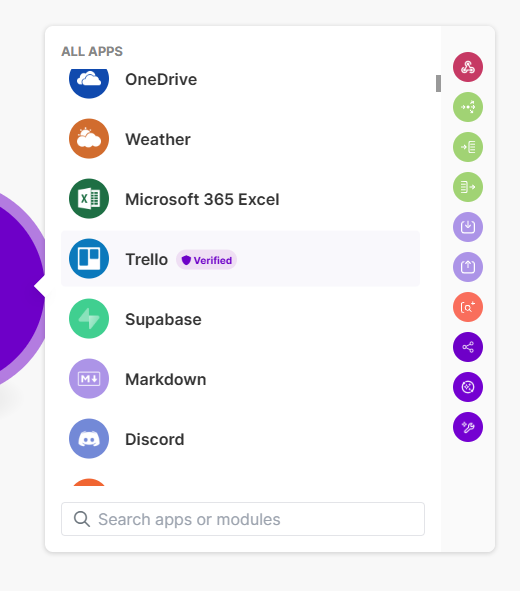 ALL APPS
OneDrive
Weather
Microsoft 365 Excel
Trello Verified
Supabase
Markdown
Discord
Search apps or modules